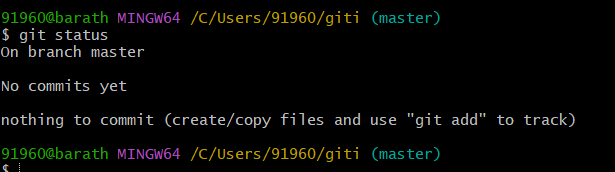 91960@barath MINGW64 /C/Users/91960/giti (master)
$ git status
On branch master
No commits yet
nothing to commit (create/copy files and use "git add" to track)
91960@barath MINGW64 /C/Users/91960/giti (master)
$